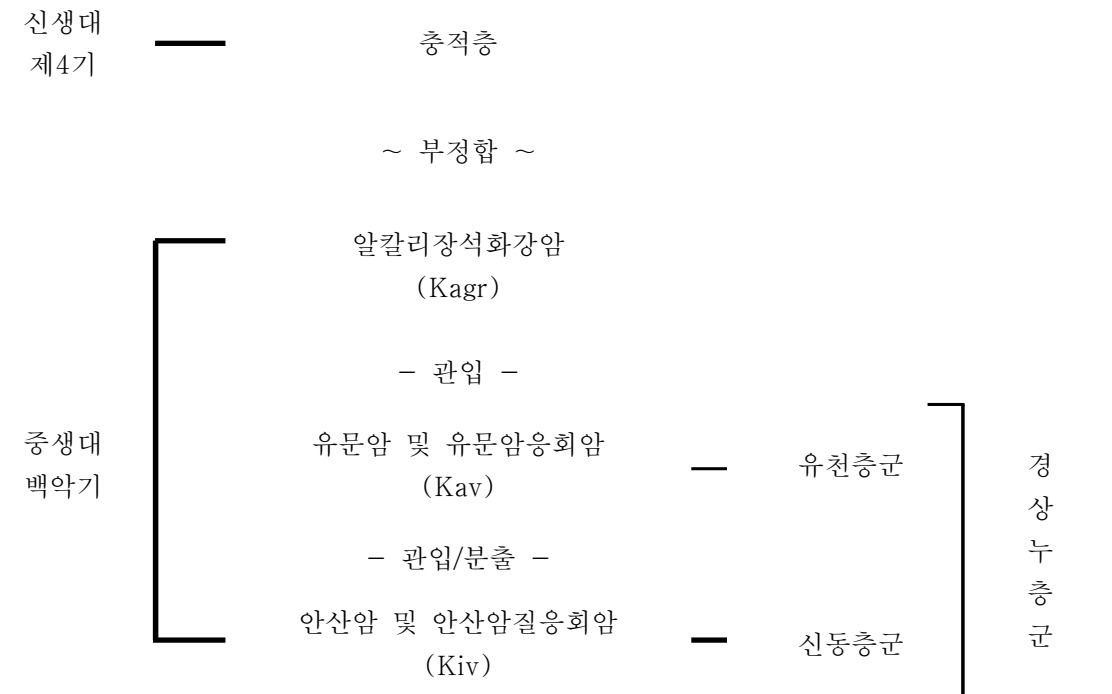 신생대
제4기
충적층
~ 부정합 ~
알칼리장석화강암
(Kagr)
- 관입 -
중생대
백악기
유문암 및 유문암응회암
(Kav)
유천층군
- 관입/분출 -
안산암 및 안산암질응회암
(Kiv)
신동층군
경
상
누
층
군